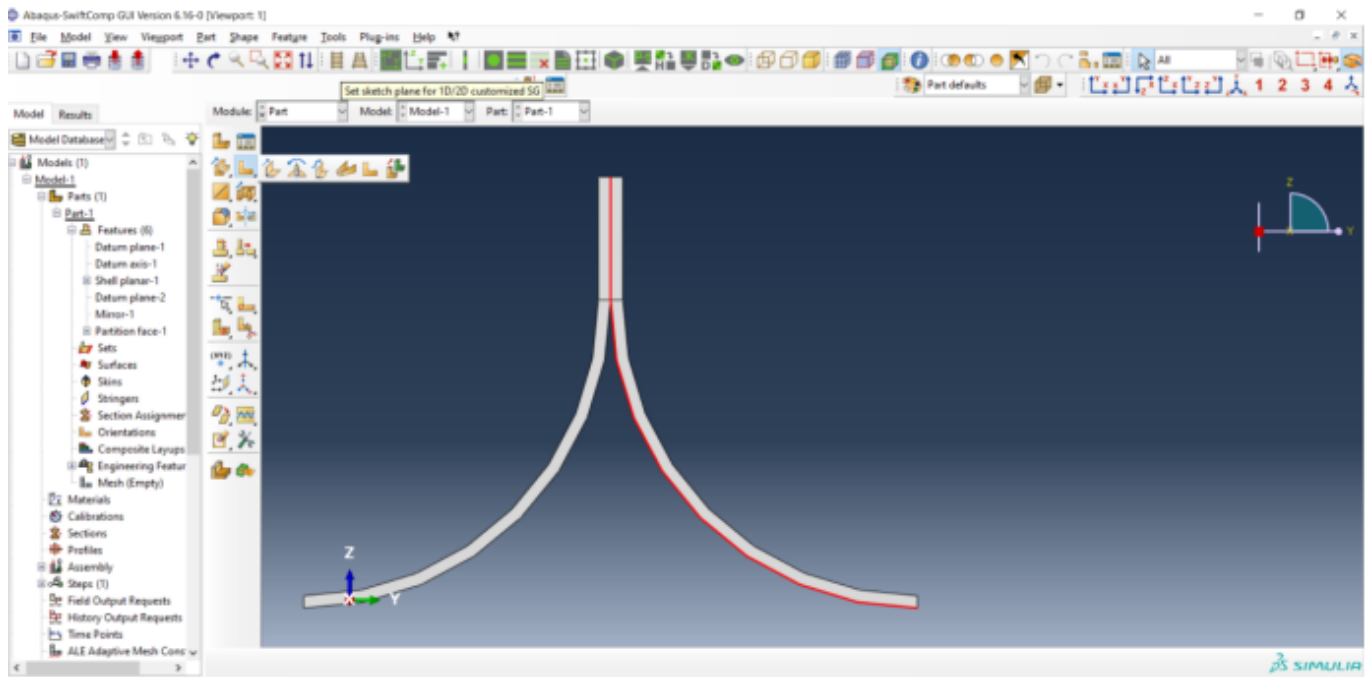 Abaqus-SwiftComp GUI Version 6.16-0 [Viewport: 1]
File Model View Viewport Part Shape Feature Tools Plug-ins Help
All
Set sketch plane for 1D/2D customized SG
Part defaults
1 2 3 4
Model Results
Module: Part Model: Model-1 Part: Part-1
Model Database
Models (1)
Model-1
Parts (1)
Part-1
Features (6)
Datum plane-1
Datum axis-1
Shell planar-1
Datum plane-2
Mirror-1
Partition face-1
Sets
Surfaces
Skins
Stringers
Section Assignmer
Orientations
Composite Layups
Engineering Featur
Mesh (Empty)
Materials
Calibrations
Sections
Profiles
Assembly
Steps (1)
Field Output Requests
History Output Requests
Time Points
ALE Adaptive Mesh Cons
Z
Y
Z
Y
SIMULIA